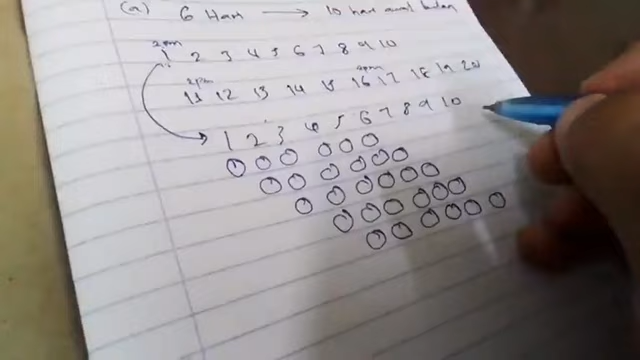 (a) 6 Hari → 10 hari awal bulan
2pm
1 2 3 4 5 6 7 8 9 10
2pm
11 12 13 14 15 16 17 18 19 20
1 2 3 4 5 6 7 8 9 10